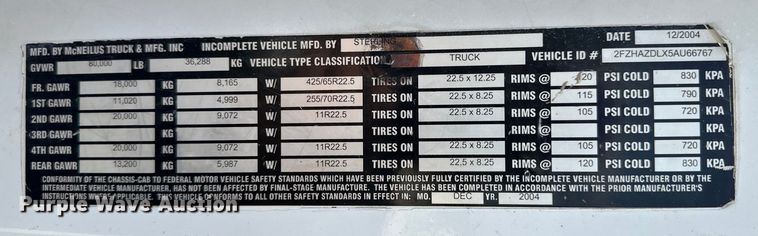 MFD. BY McNEILUS TRUCK & MFG. INC INCOMPLETE VEHICLE MFD. BY STERLING DATE 12/2004
GVWR 80,000 LB 36,288 KG VEHICLE TYPE CLASSIFICATION TRUCK VEHICLE ID # 2FZHAZDLX5AU66767
FR. GAWR 18,000 KG 8,165 W/ 425/65R22.5 TIRES ON 22.5 x 12.25 RIMS @ 120 PSI COLD 830 KPA
1ST GAWR 11,020 KG 4,999 W/ 255/70R22.5 TIRES ON 22.5 x 8.25 RIMS @ 115 PSI COLD 790 KPA
2ND GAWR 20,000 KG 9,072 W/ 11R22.5 TIRES ON 22.5 x 8.25 RIMS @ 105 PSI COLD 720 KPA
3RD GAWR KG W/ TIRES ON RIMS @ PSI COLD KPA
4TH GAWR 20,000 KG 9,072 W/ 11R22.5 TIRES ON 22.5 x 8.25 RIMS @ 105 PSI COLD 720 KPA
REAR GAWR 13,200 KG 5,987 W/ 11R22.5 TIRES ON 22.5 x 8.25 RIMS @ 120 PSI COLD 830 KPA
CONFORMITY OF THE CHASSIS-CAB TO FEDERAL MOTOR VEHICLE SAFETY STANDARDS WHICH HAVE BEEN PREVIOUSLY FULLY CERTIFIED BY THE INCOMPLETE VEHICLE MANUFACTURER OR BY THE
INTERMEDIATE VEHICLE MANUFACTURER, HAS NOT BEEN AFFECTED BY FINAL-STAGE MANUFACTURE. THE VEHICLE HAS BEEN COMPLETED IN ACCORDANCE WITH THE PRIOR MANUFACTURER'S
INSTRUCTIONS WHERE APPLICABLE. THIS VEHICLE CONFORMS TO ALL OTHER SAFETY STANDARDS IN EFFECT IN: MO. DEC YR. 2004
Purple Wave Auction